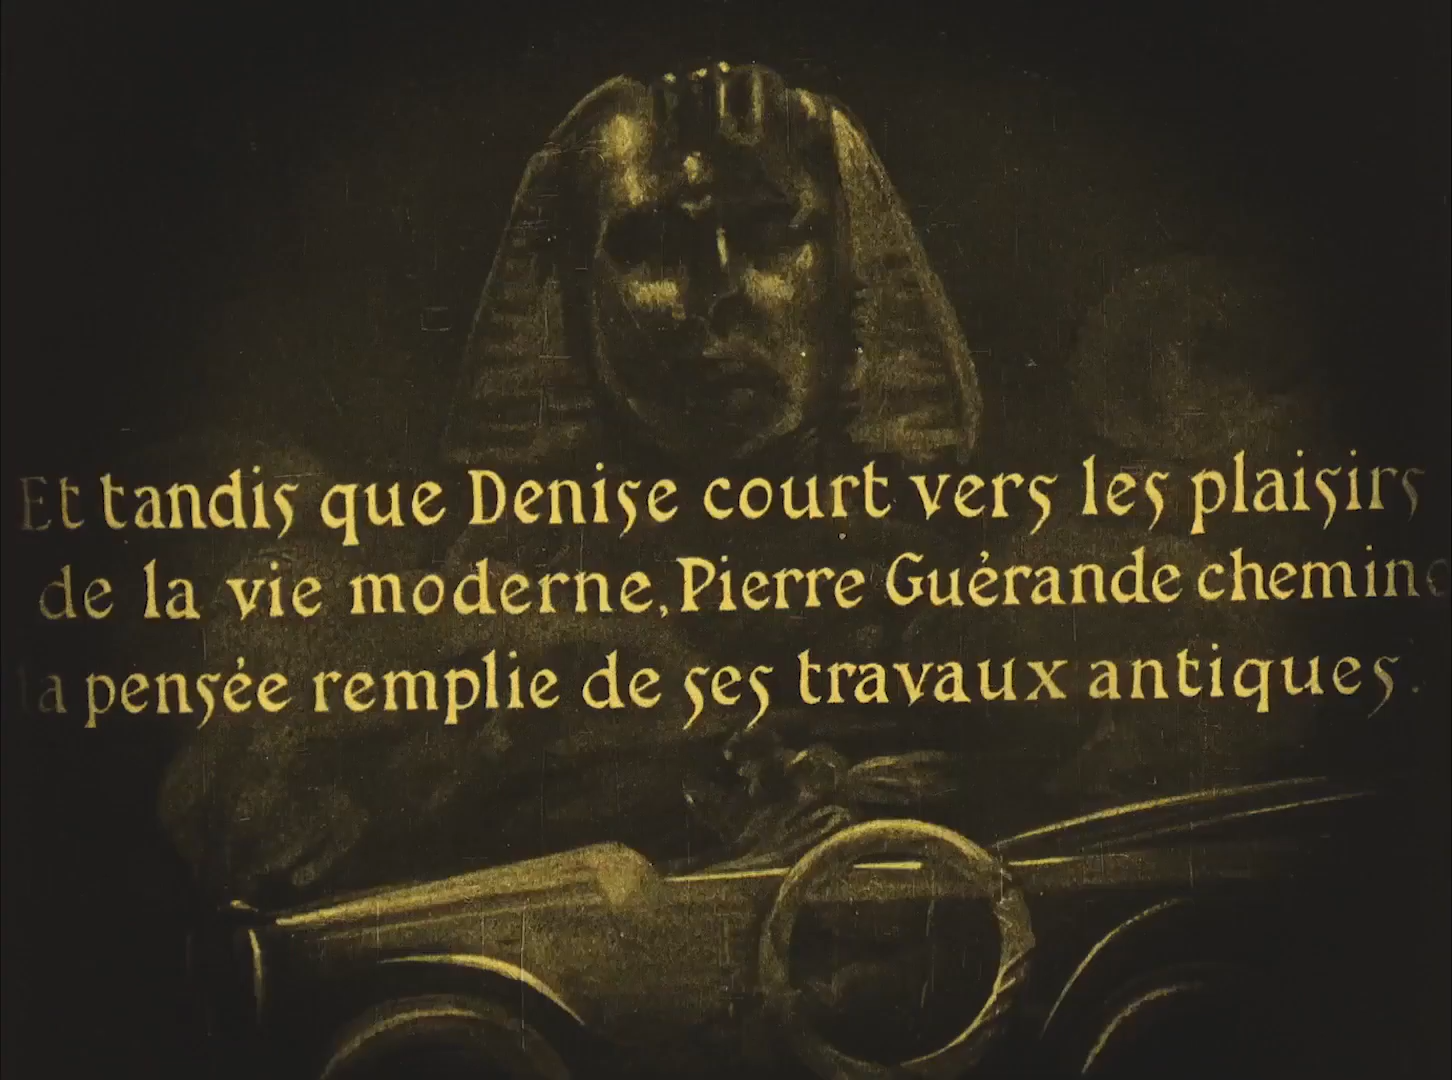 Et tandis que Denise court vers les plaisirs
de la vie moderne, Pierre Guérande chemine
la pensée remplie de ses travaux antiques.